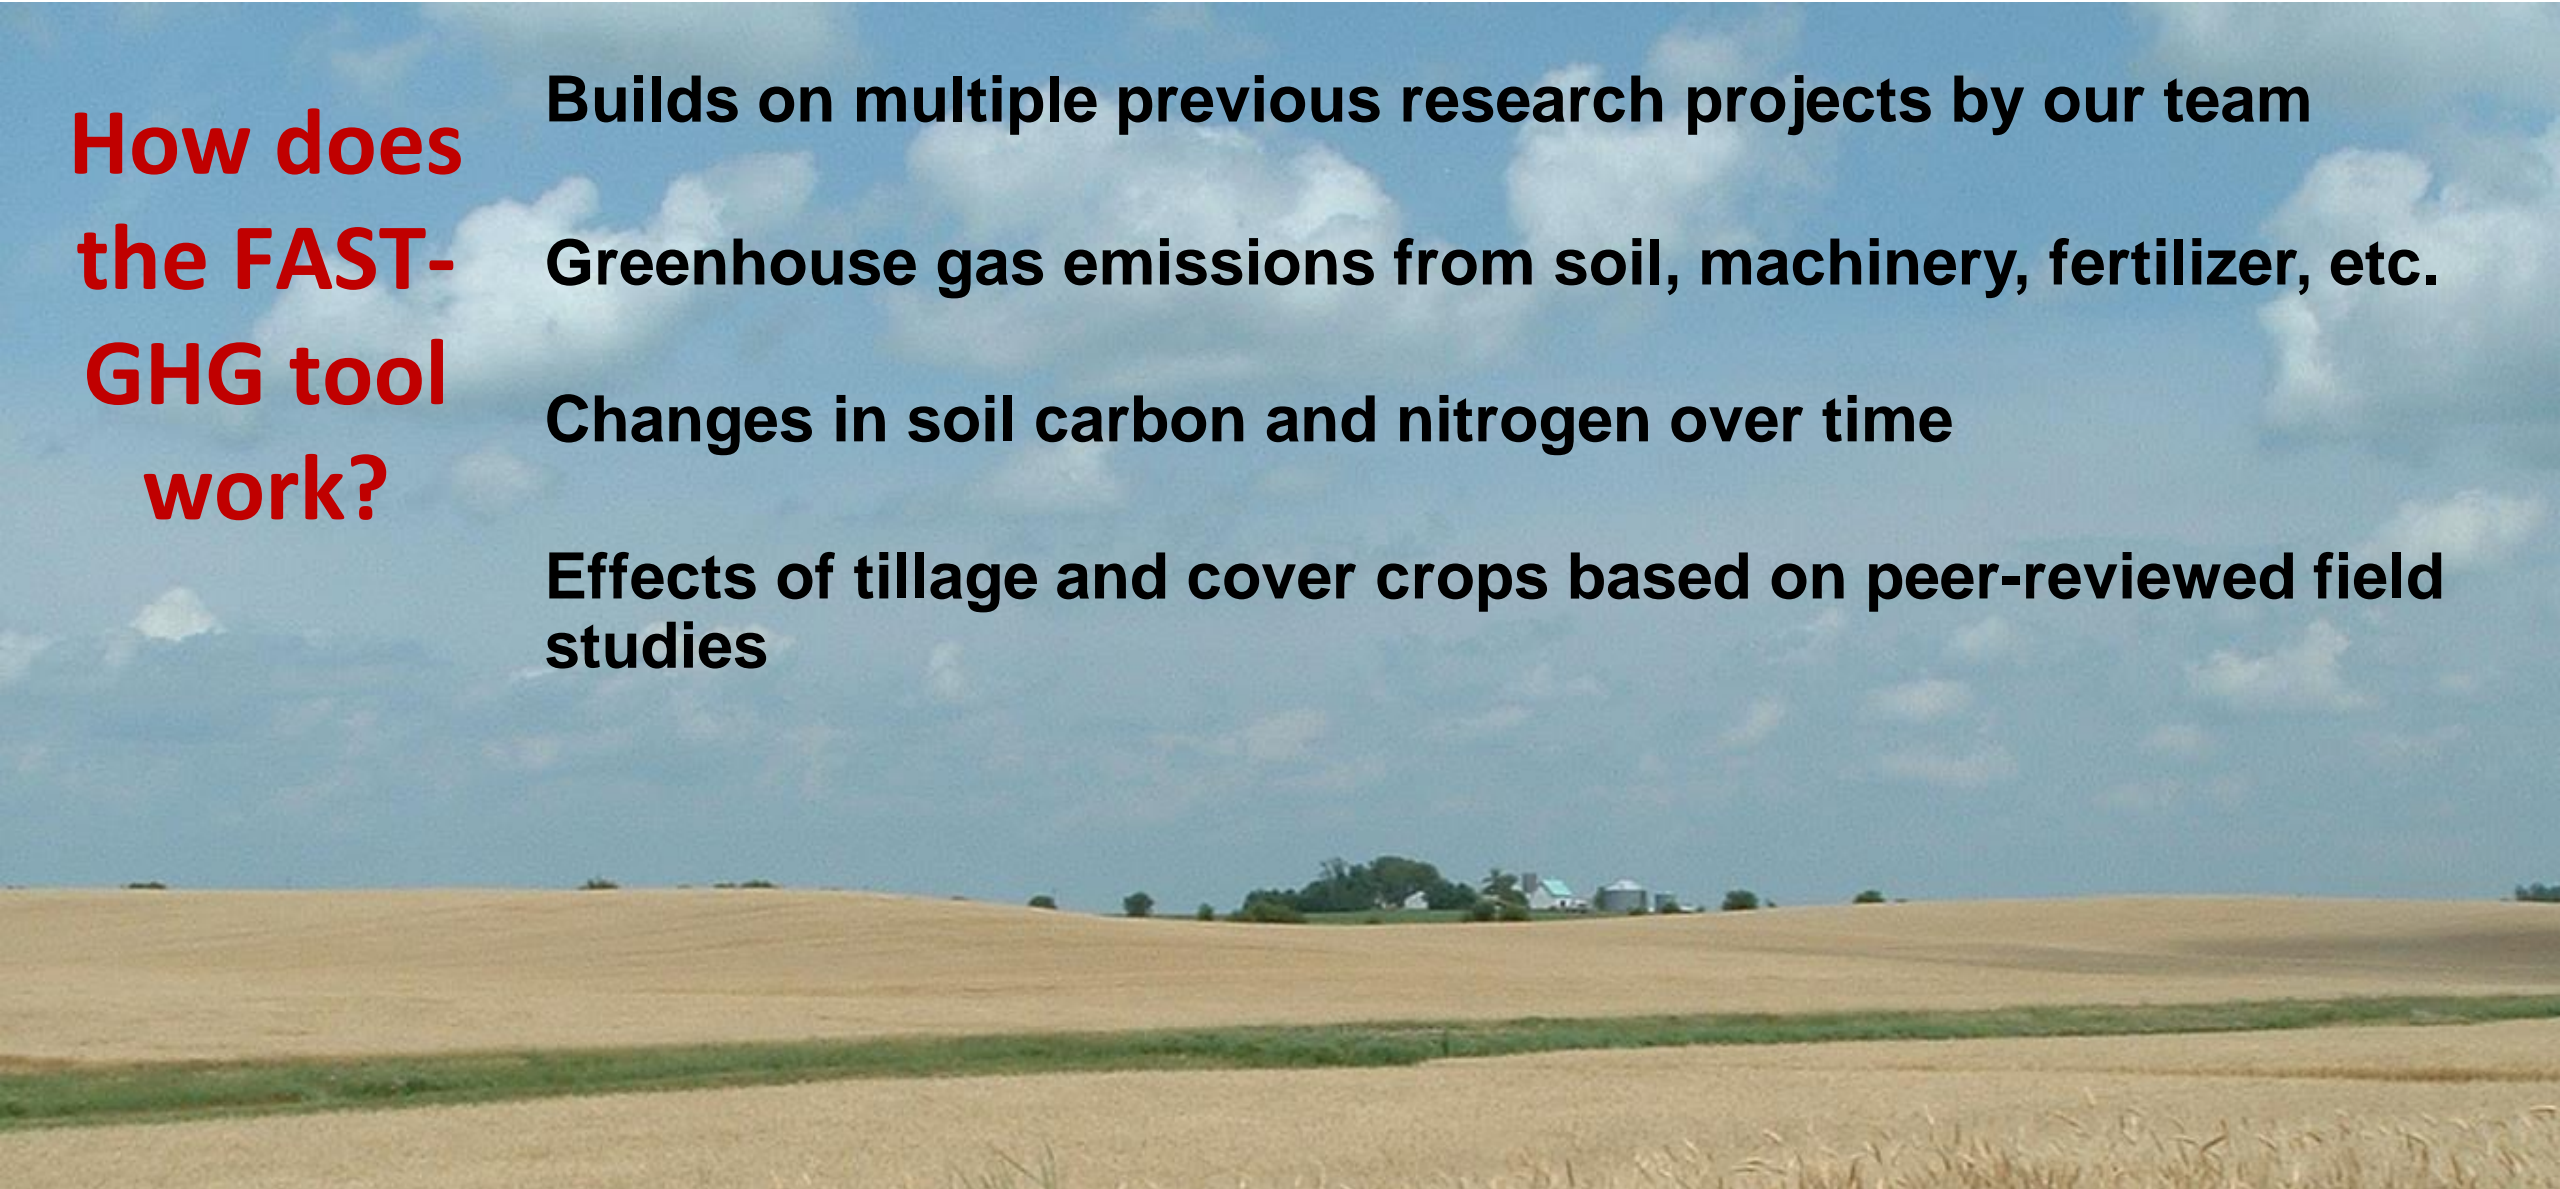 How does
the FAST-
GHG tool
work?
Builds on multiple previous research projects by our team
Greenhouse gas emissions from soil, machinery, fertilizer, etc.
Changes in soil carbon and nitrogen over time
Effects of tillage and cover crops based on peer-reviewed field
studies